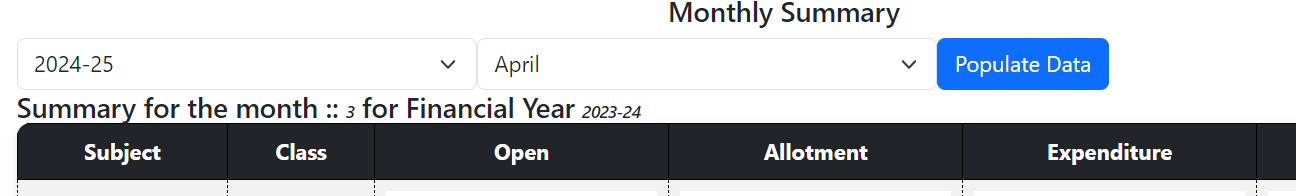 Monthly Summary
2024-25 April Populate Data
Summary for the month :: 3 for Financial Year 2023-24
Subject Class Open Allotment Expenditure